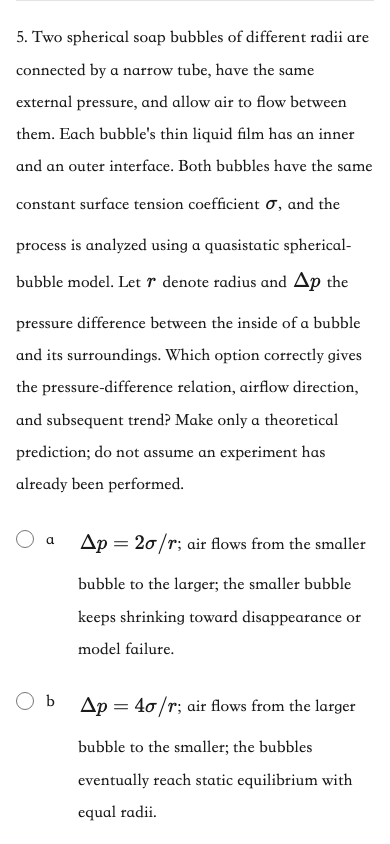 5. Two spherical soap bubbles of different radii are
connected by a narrow tube, have the same
external pressure, and allow air to flow between
them. Each bubble's thin liquid film has an inner
and an outer interface. Both bubbles have the same
constant surface tension coefficient σ, and the
process is analyzed using a quasistatic spherical-
bubble model. Let r denote radius and Δp the
pressure difference between the inside of a bubble
and its surroundings. Which option correctly gives
the pressure-difference relation, airflow direction,
and subsequent trend? Make only a theoretical
prediction; do not assume an experiment has
already been performed.
a Δp = 2σ/r; air flows from the smaller
bubble to the larger; the smaller bubble
keeps shrinking toward disappearance or
model failure.
b Δp = 4σ/r; air flows from the larger
bubble to the smaller; the bubbles
eventually reach static equilibrium with
equal radii.